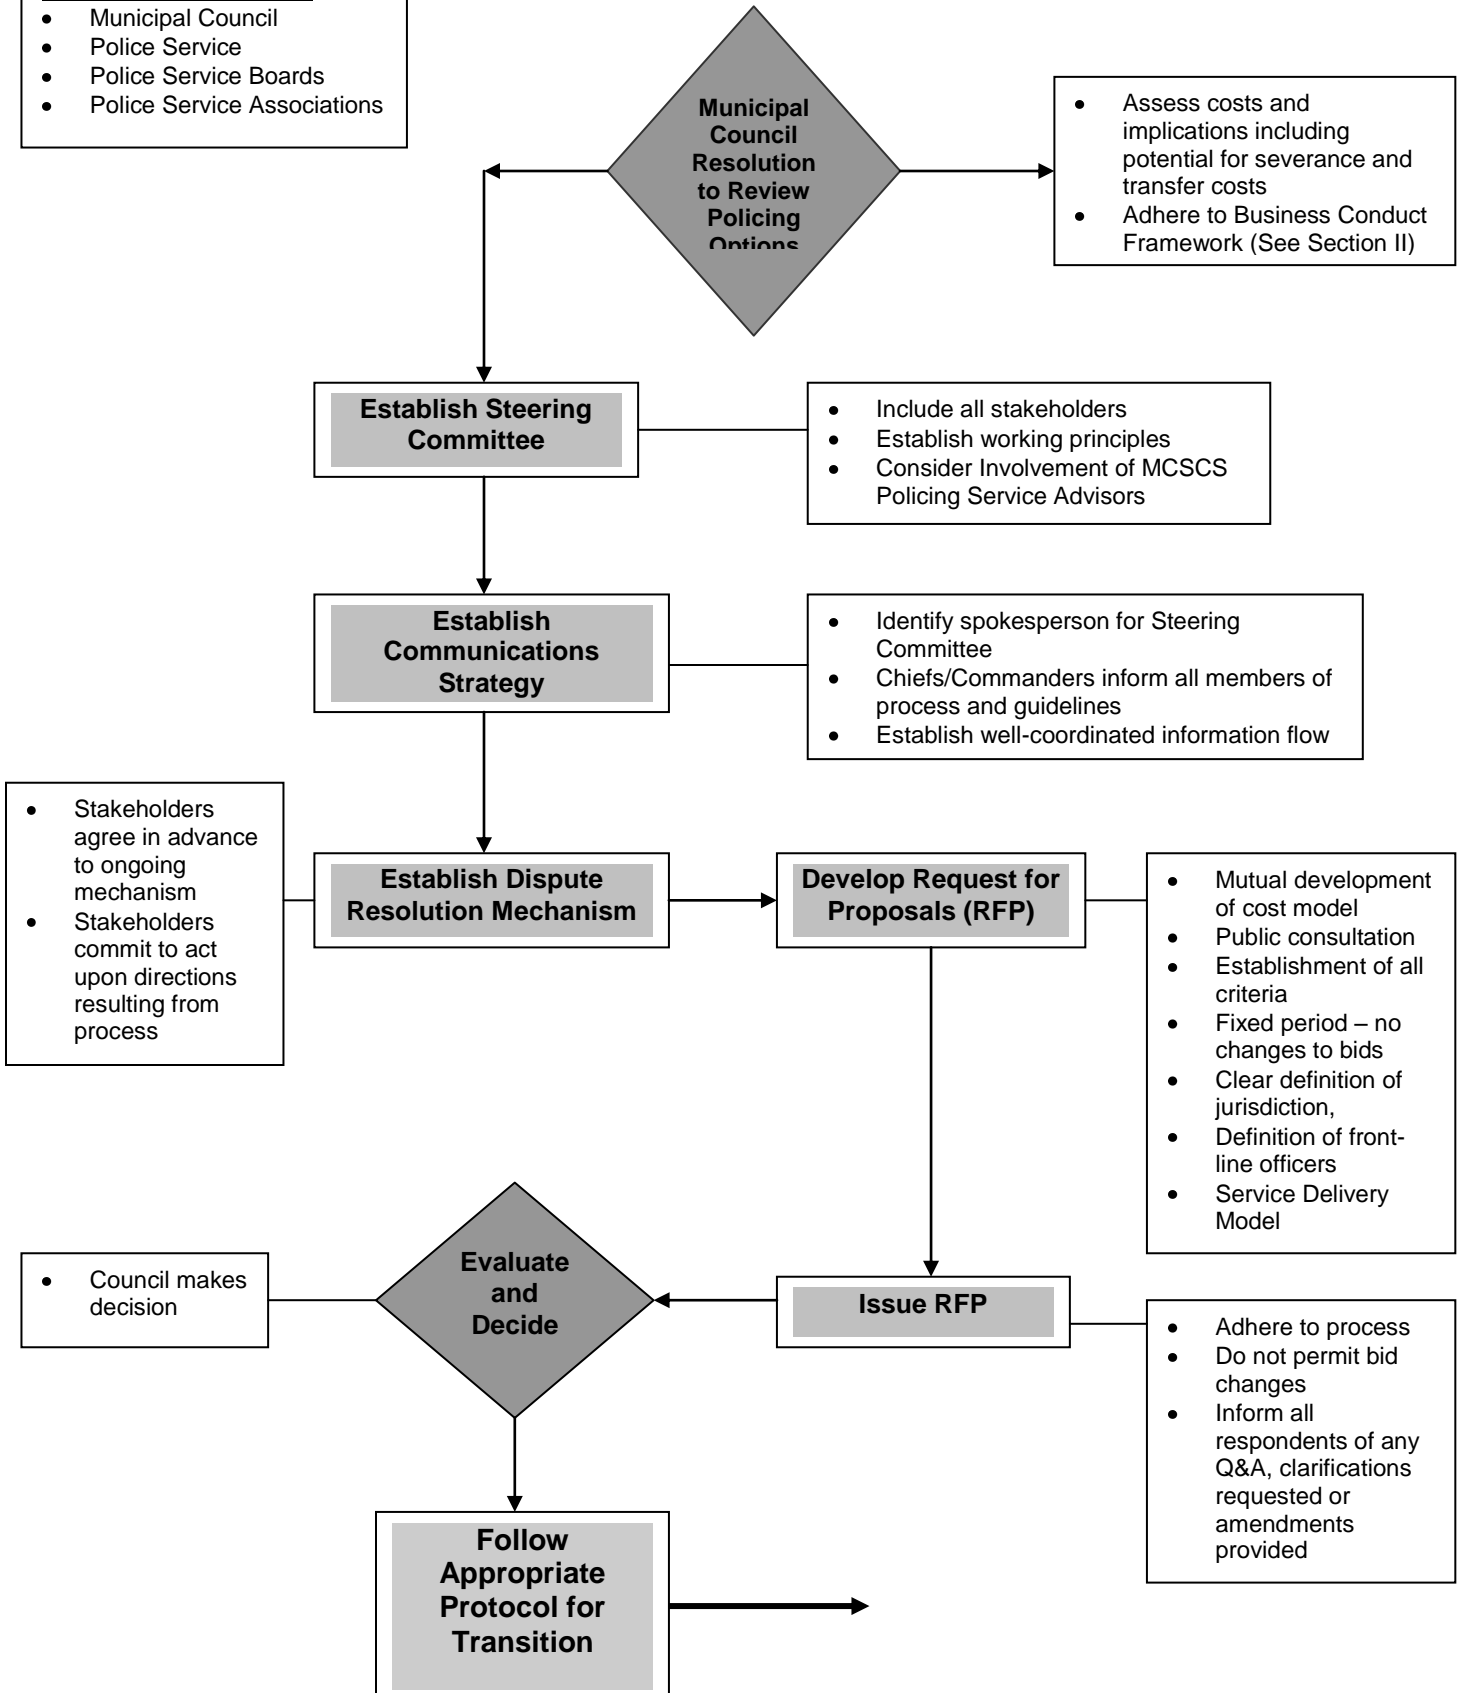 • Municipal Council
• Police Service
• Police Service Boards
• Police Service Associations
Municipal
Council
Resolution
to Review
Policing
Options
• Assess costs and
implications including
potential for severance and
transfer costs
• Adhere to Business Conduct
Framework (See Section II)
Establish Steering
Committee
• Include all stakeholders
• Establish working principles
• Consider Involvement of MCSCS
Policing Service Advisors
Establish
Communications
Strategy
• Identify spokesperson for Steering
Committee
• Chiefs/Commanders inform all members of
process and guidelines
• Establish well-coordinated information flow
• Stakeholders
agree in advance
to ongoing
mechanism
• Stakeholders
commit to act
upon directions
resulting from
process
Establish Dispute
Resolution Mechanism
Develop Request for
Proposals (RFP)
• Mutual development
of cost model
• Public consultation
• Establishment of all
criteria
• Fixed period – no
changes to bids
• Clear definition of
jurisdiction,
• Definition of front-
line officers
• Service Delivery
Model
• Council makes
decision
Evaluate
and
Decide
Issue RFP
• Adhere to process
• Do not permit bid
changes
• Inform all
respondents of any
Q&A, clarifications
requested or
amendments
provided
Follow
Appropriate
Protocol for
Transition